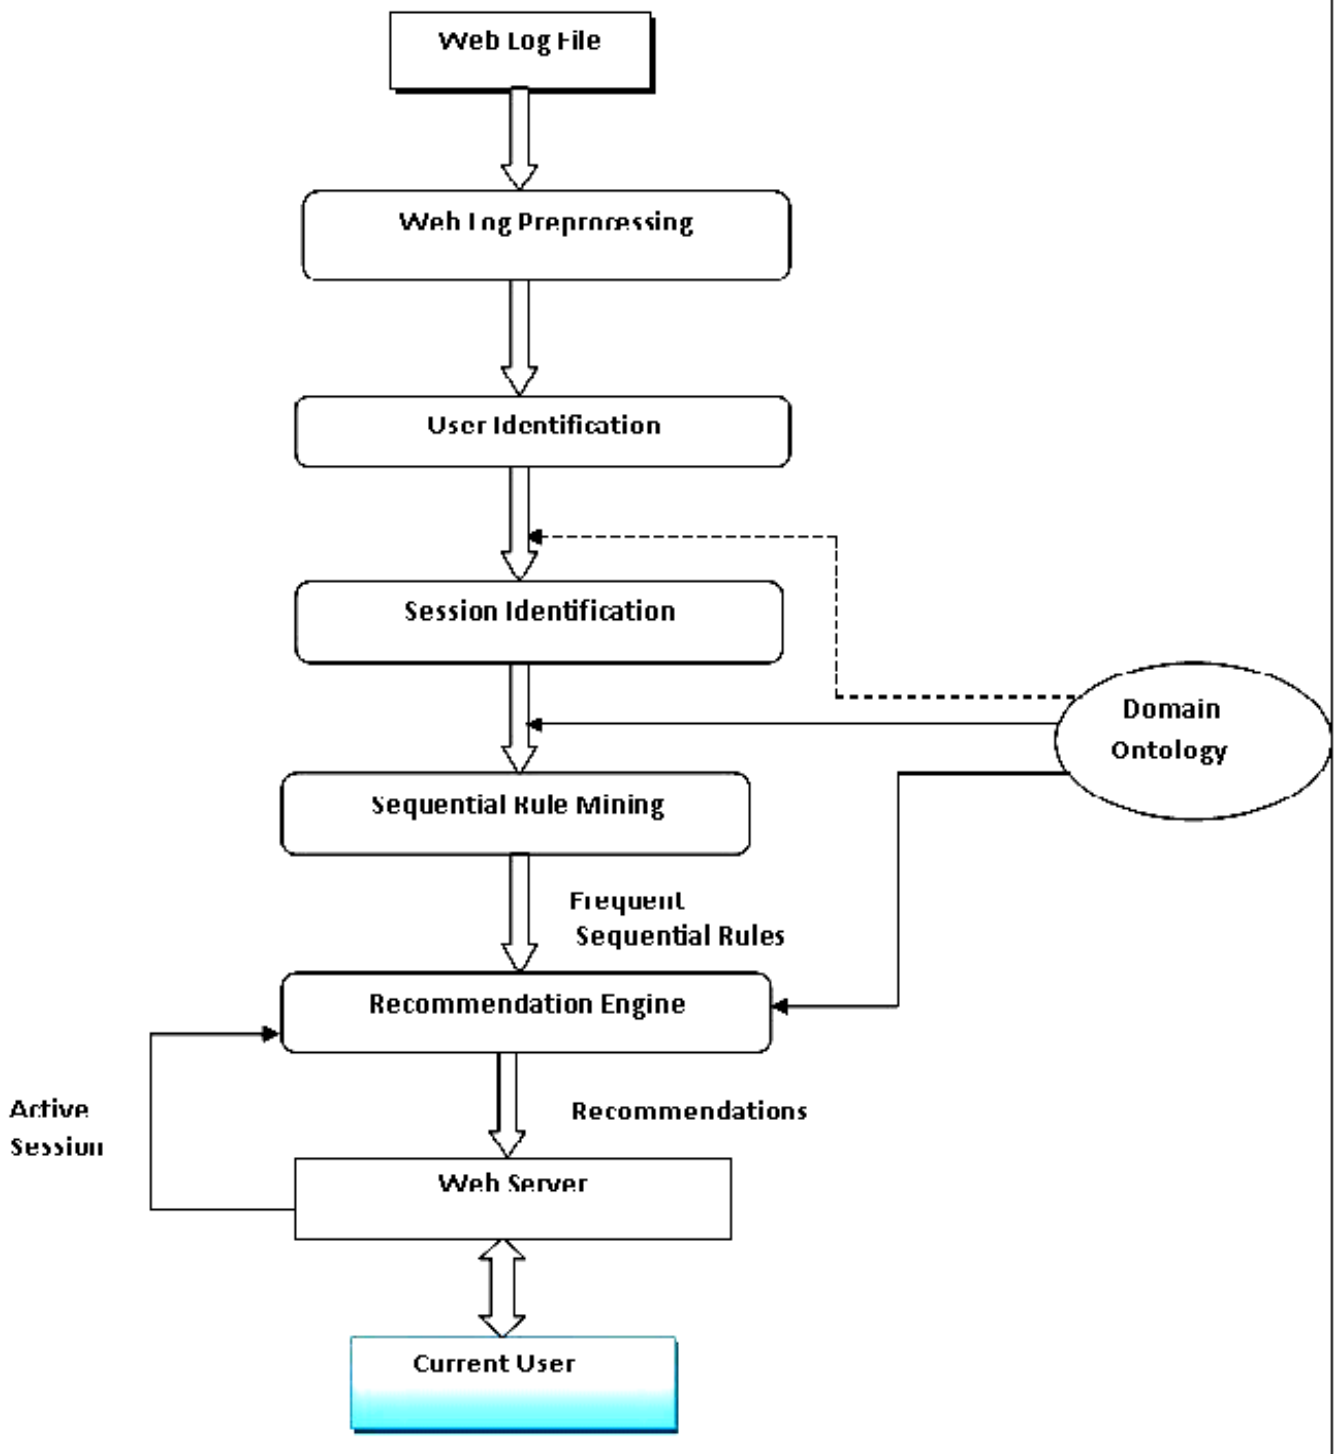 Web Log File
Web Log Preprocessing
User Identification
Session Identification
Domain
Ontology
Sequential Rule Mining
Frequent
Sequential Rules
Recommendation Engine
Active
Session
Recommendations
Web Server
Current User